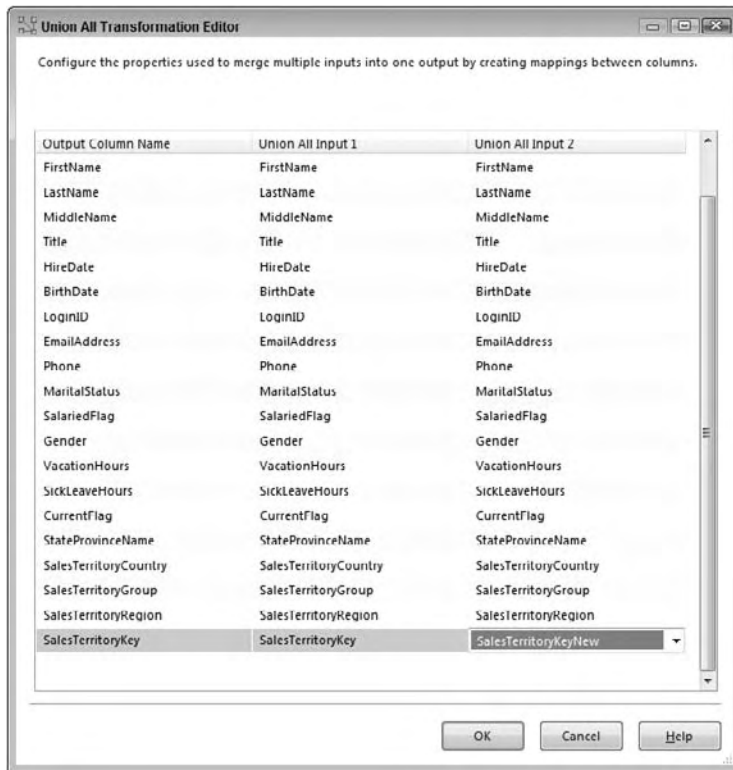 Union All Transformation Editor
Configure the properties used to merge multiple inputs into one output by creating mappings between columns.
Output Column Name Union All Input 1 Union All Input 2
FirstName FirstName FirstName
LastName LastName LastName
MiddleName MiddleName MiddleName
Title Title Title
HireDate HireDate HireDate
BirthDate BirthDate BirthDate
LoginID LoginID LoginID
EmailAddress EmailAddress EmailAddress
Phone Phone Phone
MaritalStatus MaritalStatus MaritalStatus
SalariedFlag SalariedFlag SalariedFlag
Gender Gender Gender
VacationHours VacationHours VacationHours
SickLeaveHours SickLeaveHours SickLeaveHours
CurrentFlag CurrentFlag CurrentFlag
StateProvinceName StateProvinceName StateProvinceName
SalesTerritoryCountry SalesTerritoryCountry SalesTerritoryCountry
SalesTerritoryGroup SalesTerritoryGroup SalesTerritoryGroup
SalesTerritoryRegion SalesTerritoryRegion SalesTerritoryRegion
SalesTerritoryKey SalesTerritoryKey SalesTerritoryKeyNew
OK Cancel Help